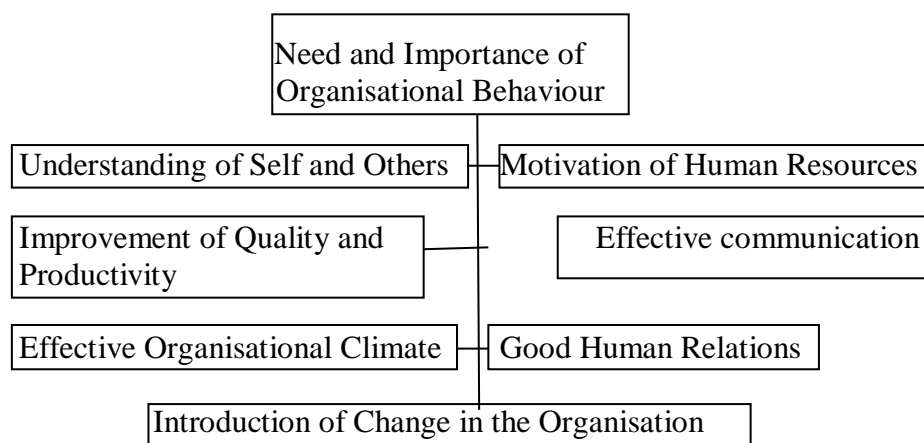 Need and Importance of
Organisational Behaviour
Understanding of Self and Others
Motivation of Human Resources
Improvement of Quality and
Productivity
Effective communication
Effective Organisational Climate
Good Human Relations
Introduction of Change in the Organisation